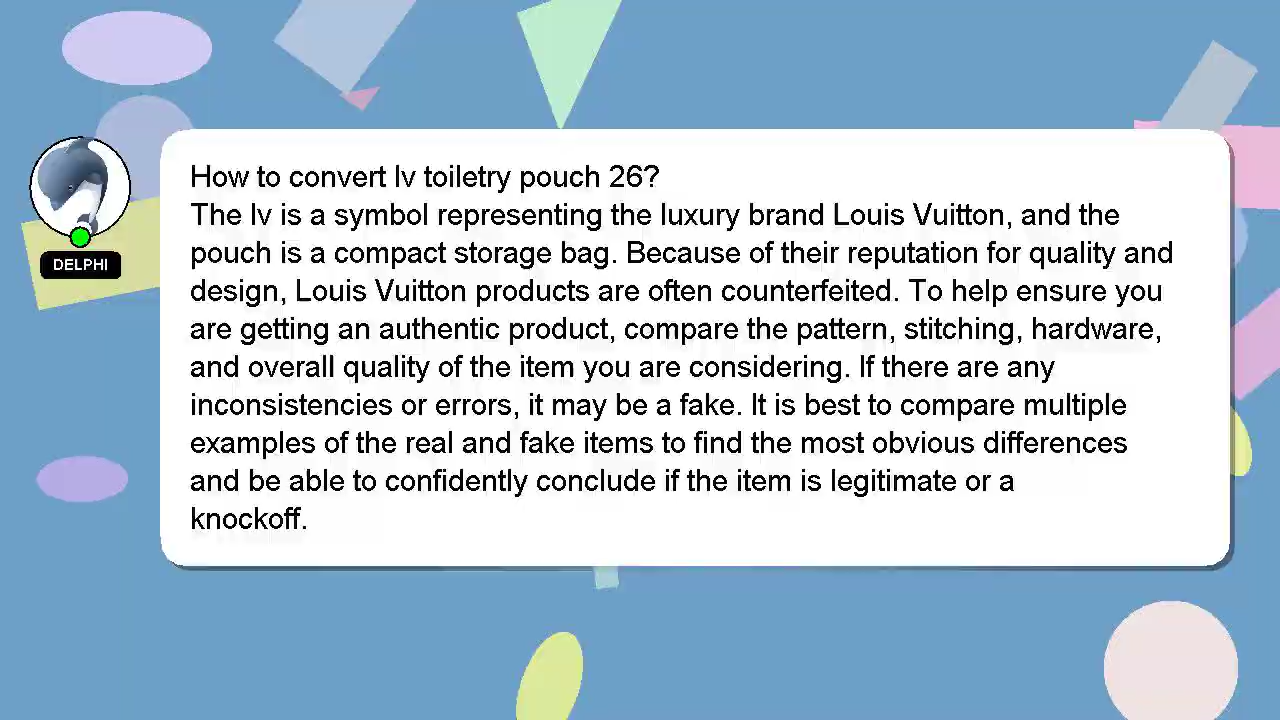 How to convert lv toiletry pouch 26?
The lv is a symbol representing the luxury brand Louis Vuitton, and the
pouch is a compact storage bag. Because of their reputation for quality and
design, Louis Vuitton products are often counterfeited. To help ensure you
are getting an authentic product, compare the pattern, stitching, hardware,
and overall quality of the item you are considering. If there are any
inconsistencies or errors, it may be a fake. It is best to compare multiple
examples of the real and fake items to find the most obvious differences
and be able to confidently conclude if the item is legitimate or a
knockoff.
DELPHI